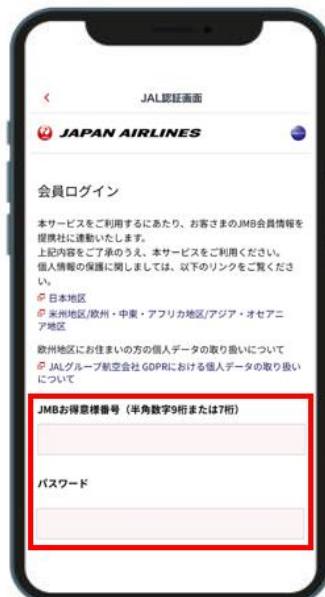 JAL認証画面
JAPAN AIRLINES
会員ログイン
本サービスをご利用するにあたり、お客さまのJMB会員情報を
提携社に連動いたします。
上記内容をご了承のうえ、本サービスをご利用ください。
個人情報の保護に関しましては、以下のリンクをご覧くださ
い。
日本地区
米州地区/欧州・中東・アフリカ地区/アジア・オセアニ
ア地区
欧州地区にお住まいの方の個人データの取り扱いについて
JALグループ航空会社 GDPRにおける個人データの取り扱い
について
JMBお得意様番号（半角数字9桁または7桁）
パスワード